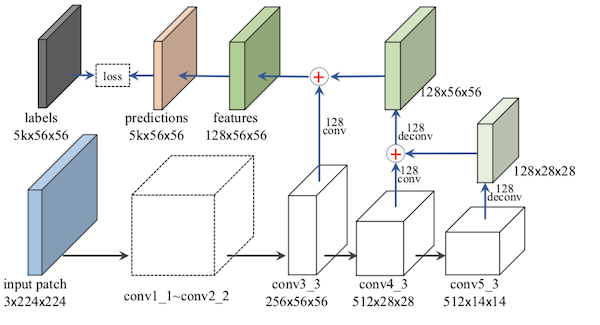 loss
labels
5kx56x56
predictions
5kx56x56
features
128x56x56
+
128
conv
128x56x56
128
deconv
+
128
conv
128x28x28
128
deconv
input patch
3x224x224
conv1_1~conv2_2
conv3_3
256x56x56
conv4_3
512x28x28
conv5_3
512x14x14